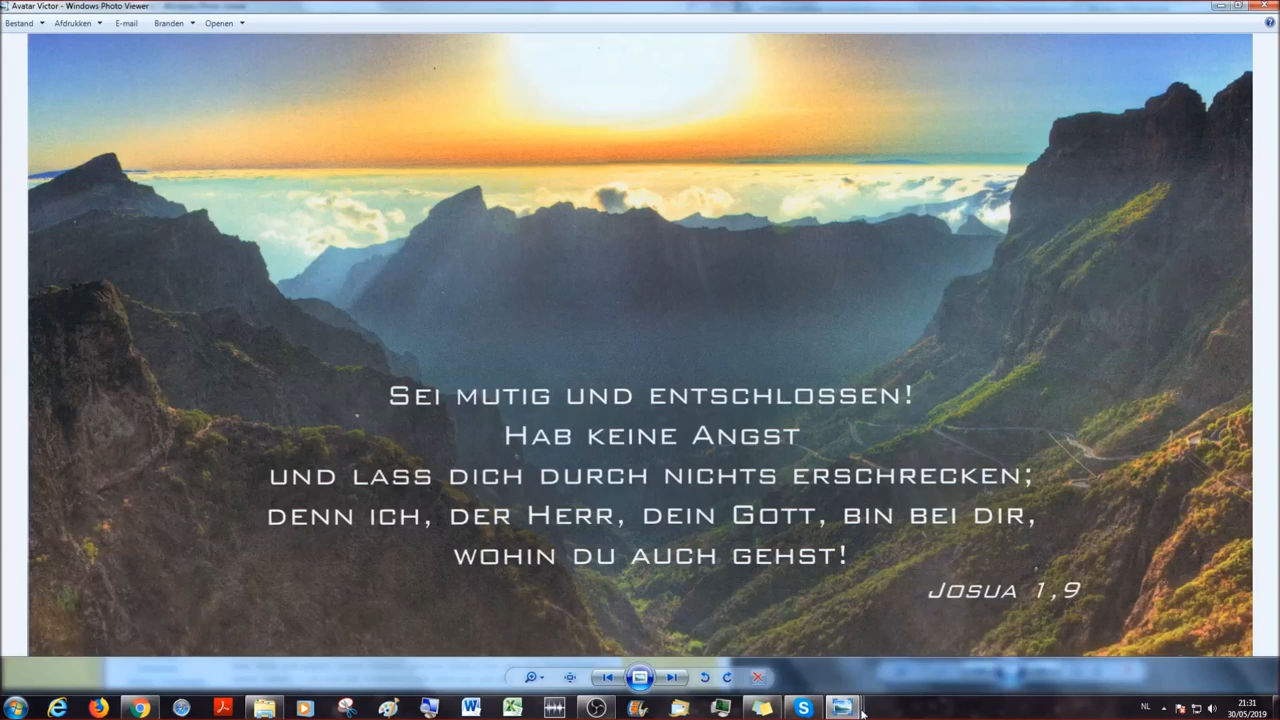 Avatar Victor - Windows Photo Viewer
Bestand Afdrukken E-mail Branden Openen
SEI MUTIG UND ENTSCHLOSSEN!
HAB KEINE ANGST
UND LASS DICH DURCH NICHTS ERSCHRECKEN;
DENN ICH, DER HERR, DEIN GOTT, BIN BEI DIR,
WOHIN DU AUCH GEHST!
JOSUA 1,9
NL
21:31
30/05/2019